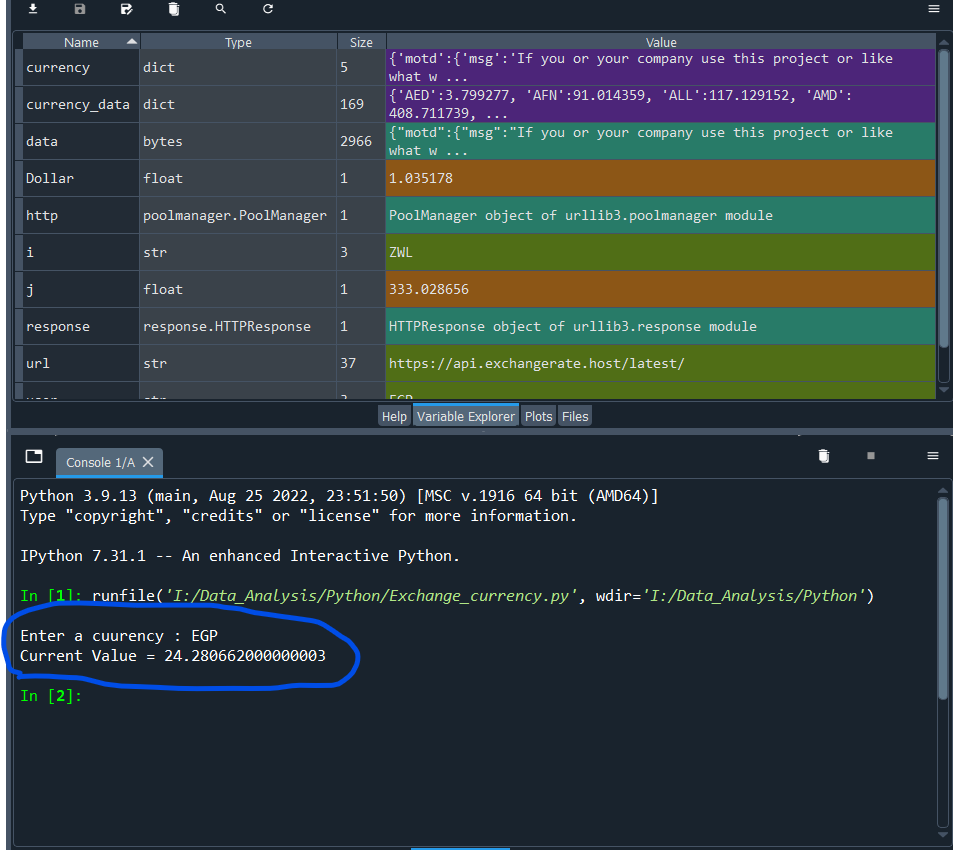 Name Type Size Value
currency dict 5 {'motd':{'msg':'If you or your company use this project or like
what w ...
currency_data dict 169 {'AED':3.799277, 'AFN':91.014359, 'ALL':117.129152, 'AMD':
408.711739, ...
data bytes 2966 {"motd":{"msg":"If you or your company use this project or like
what w ...
Dollar float 1 1.035178
http poolmanager.PoolManager 1 PoolManager object of urllib3.poolmanager module
i str 3 ZWL
j float 1 333.028656
response response.HTTPResponse 1 HTTPResponse object of urllib3.response module
url str 37 https://api.exchangerate.host/latest/
Help Variable Explorer Plots Files
Console 1/A
Python 3.9.13 (main, Aug 25 2022, 23:51:50) [MSC v.1916 64 bit (AMD64)]
Type "copyright", "credits" or "license" for more information.
IPython 7.31.1 -- An enhanced Interactive Python.
In [1]: runfile('I:/Data_Analysis/Python/Exchange_currency.py', wdir='I:/Data_Analysis/Python')
Enter a cuurency : EGP
Current Value = 24.280662000000003
In [2]: